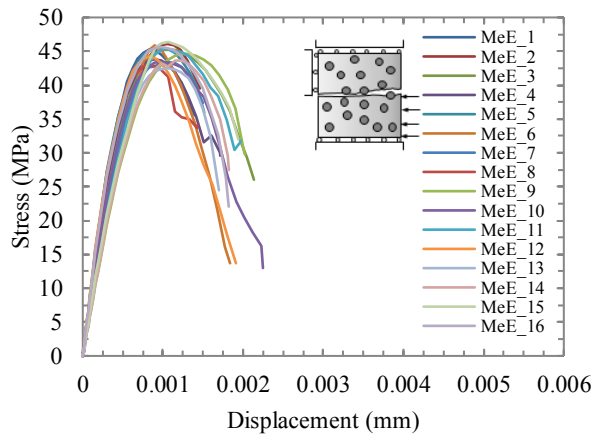 50
45
40
35
30
25
20
15
10
5
0
Stress (MPa)
0
0.001
0.002
0.003
0.004
0.005
0.006
Displacement (mm)
MeE_1
MeE_2
MeE_3
MeE_4
MeE_5
MeE_6
MeE_7
MeE_8
MeE_9
MeE_10
MeE_11
MeE_12
MeE_13
MeE_14
MeE_15
MeE_16